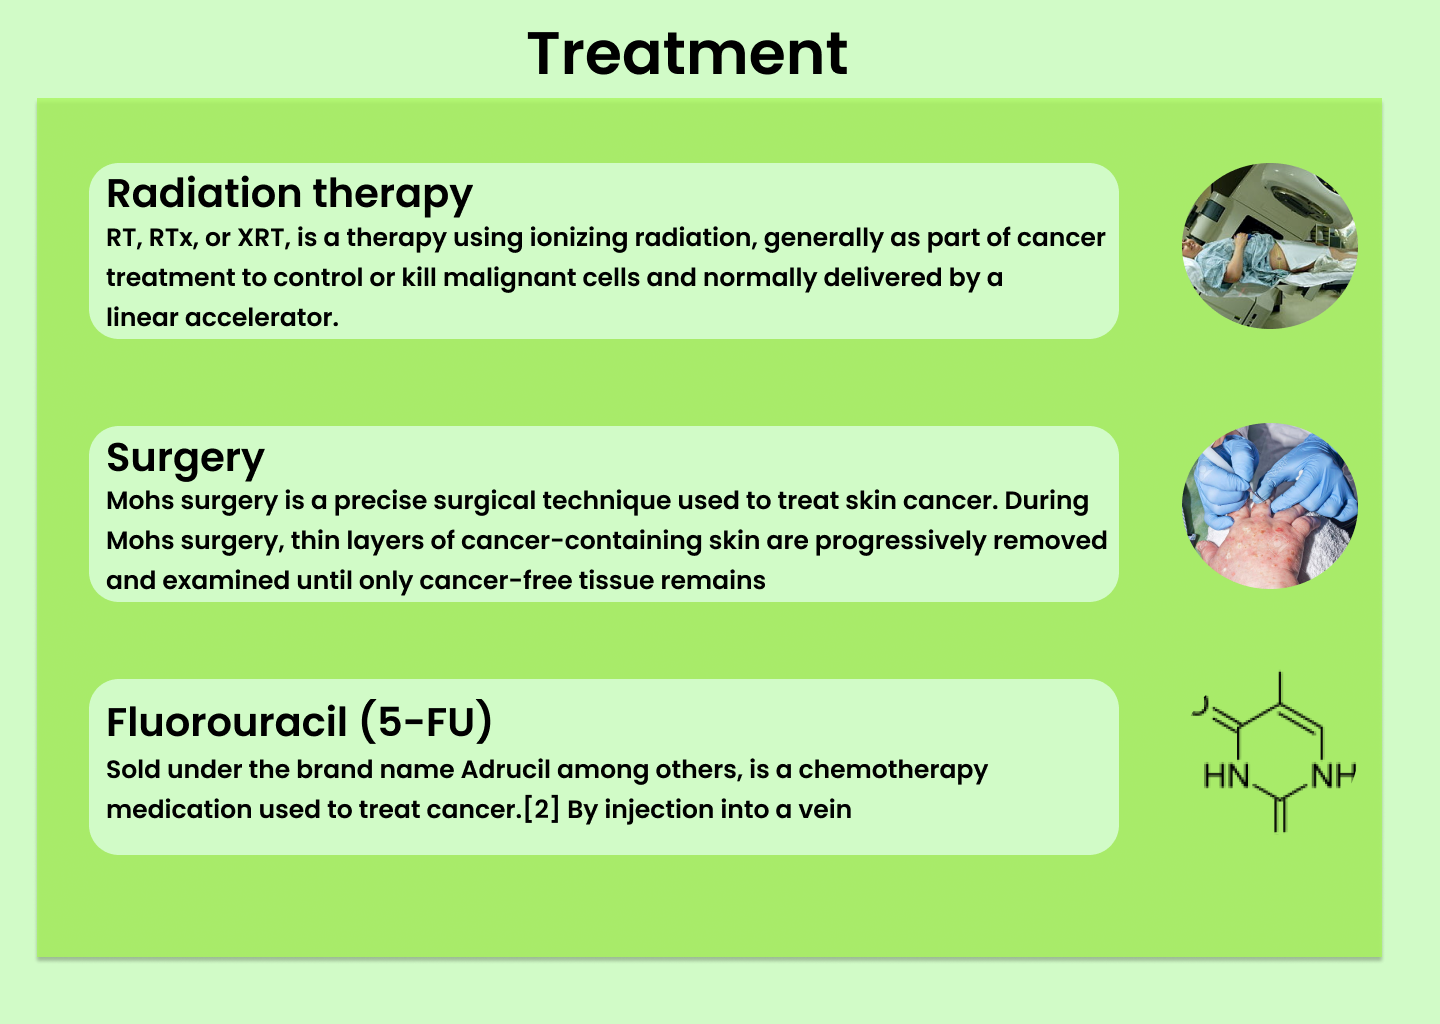 Treatment
Radiation therapy
RT, RTx, or XRT, is a therapy using ionizing radiation, generally as part of cancer
treatment to control or kill malignant cells and normally delivered by a
linear accelerator.
Surgery
Mohs surgery is a precise surgical technique used to treat skin cancer. During
Mohs surgery, thin layers of cancer-containing skin are progressively removed
and examined until only cancer-free tissue remains
Fluorouracil (5-FU)
Sold under the brand name Adrucil among others, is a chemotherapy
medication used to treat cancer.[2] By injection into a vein
HN NH